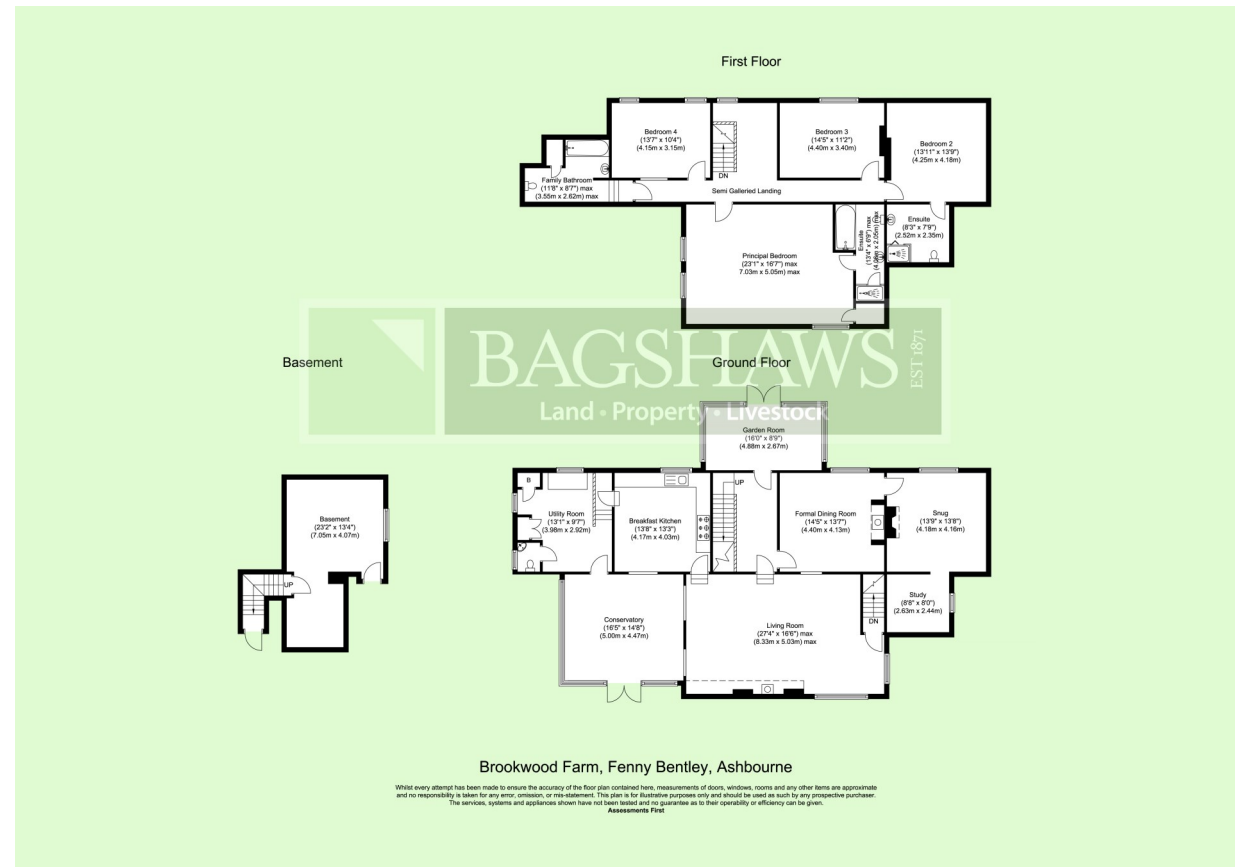 First Floor
Bedroom 4
(13'7" x 10'4")
(4.15m x 3.15m)
DN
Bedroom 3
(14'5" x 11'2")
(4.40m x 3.40m)
Bedroom 2
(13'11" x 13'9")
(4.25m x 4.18m)
Family Bathroom
(11'8" x 8'7") max
(3.55m x 2.62m) max
Semi Galleried Landing
Principal Bedroom
(23'1" x 16'7") max
7.03m x 5.05m) max
Ensuite
(13'4" x 6'9") max
(4.06m x 2.05m) max
Ensuite
(8'3" x 7'9")
(2.52m x 2.35m)
BAGSHAWS
EST 1871
Land • Property • Livestock
Basement
Ground Floor
Garden Room
(16'0" x 8'9")
(4.88m x 2.67m)
B
Utility Room
(13'1" x 9'7")
(3.98m x 2.92m)
Breakfast Kitchen
(13'8" x 13'3")
(4.17m x 4.03m)
UP
Formal Dining Room
(14'5" x 13'7")
(4.40m x 4.13m)
Snug
(13'9" x 13'8")
(4.18m x 4.16m)
Basement
(23'2" x 13'4")
(7.05m x 4.07m)
UP
Conservatory
(16'5" x 14'8")
(5.00m x 4.47m)
Living Room
(27'4" x 16'6") max
(8.33m x 5.03m) max
DN
Study
(8'8" x 8'0")
(2.63m x 2.44m)
Brookwood Farm, Fenny Bentley, Ashbourne
Whilst every attempt has been made to ensure the accuracy of the floor plan contained here, measurements of doors, windows, rooms and any other items are approximate
and no responsibility is taken for any error, omission, or mis-statement. This plan is for illustrative purposes only and should be used as such by any prospective purchaser.
The services, systems and appliances shown have not been tested and no guarantee as to their operability or efficiency can be given.
Assessments First